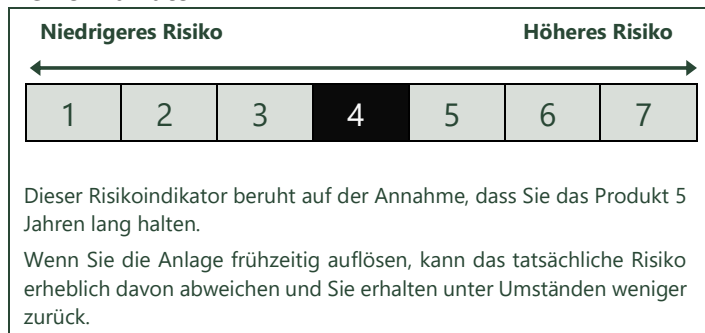 Niedrigeres Risiko Höheres Risiko
1 2 3 4 5 6 7
Dieser Risikoindikator beruht auf der Annahme, dass Sie das Produkt 5
Jahren lang halten.
Wenn Sie die Anlage frühzeitig auflösen, kann das tatsächliche Risiko
erheblich davon abweichen und Sie erhalten unter Umständen weniger
zurück.